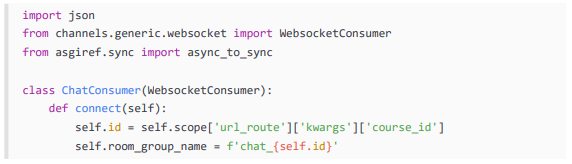 import json
from channels.generic.websocket import WebsocketConsumer
from asgiref.sync import async_to_sync
class ChatConsumer(WebsocketConsumer):
    def connect(self):
        self.id = self.scope['url_route']['kwargs']['course_id']
        self.room_group_name = f'chat_{self.id}'